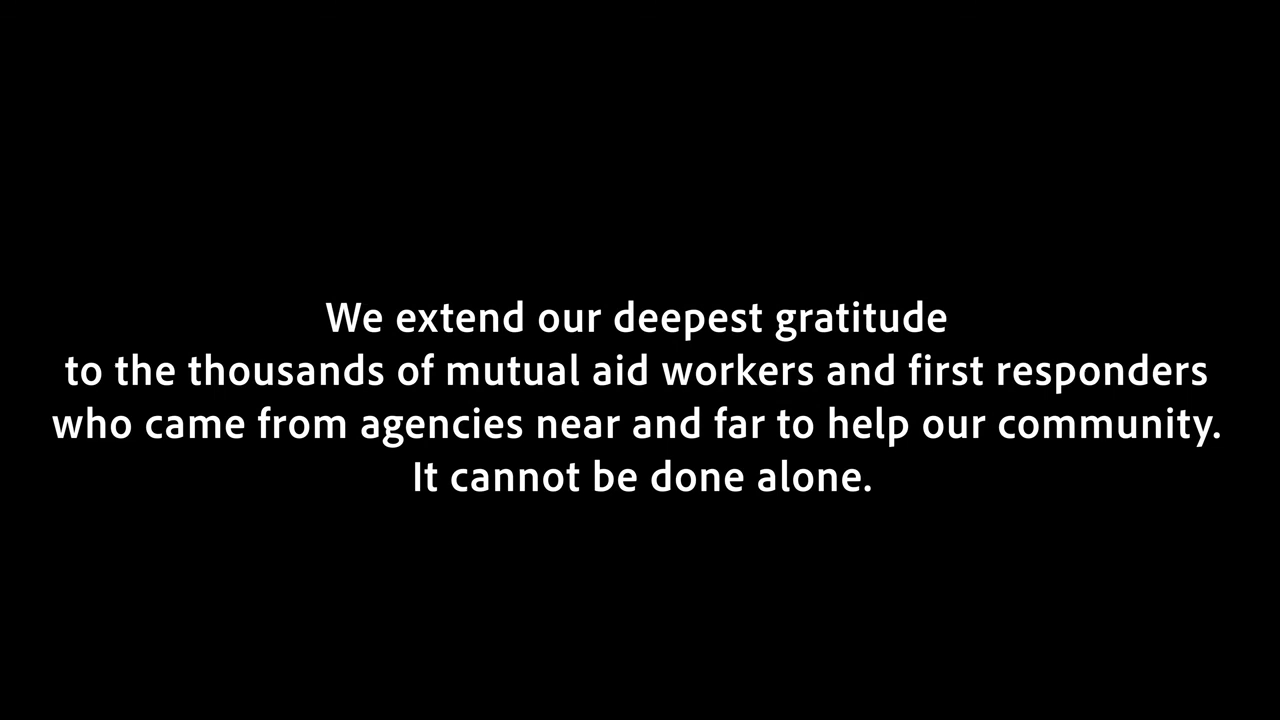 We extend our deepest gratitude
to the thousands of mutual aid workers and first responders
who came from agencies near and far to help our community.
It cannot be done alone.